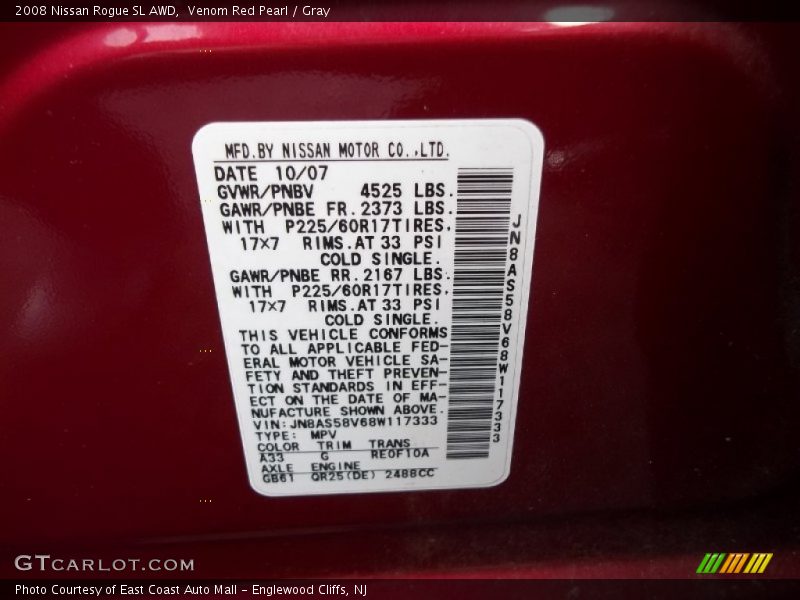 2008 Nissan Rogue SL AWD,  Venom Red Pearl / Gray
MFD.BY NISSAN MOTOR CO.,LTD.
DATE 10/07
GVWR/PNBV 4525 LBS.
GAWR/PNBE FR. 2373 LBS.
WITH P225/60R17TIRES.
17×7 RIMS.AT 33 PSI
COLD SINGLE.
GAWR/PNBE RR. 2167 LBS.
WITH P225/60R17TIRES.
17×7 RIMS.AT 33 PSI
COLD SINGLE.
THIS VEHICLE CONFORMS
TO ALL APPLICABLE FED-
ERAL MOTOR VEHICLE SA-
FETY AND THEFT PREVEN-
TION STANDARDS IN EFF-
ECT ON THE DATE OF MA-
NUFACTURE SHOWN ABOVE.
VIN:JN8AS58V68W117333
TYPE: MPV
COLOR TRIM TRANS
A33 G RE0F10A
AXLE ENGINE
GB61 QR25(DE) 2488CC
JN8AS58V68W117333
GTCARLOT.COM
Photo Courtesy of East Coast Auto Mall - Englewood Cliffs, NJ